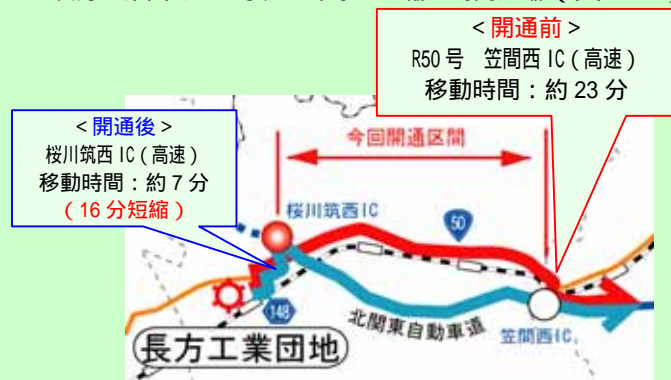 ＜開通前＞
R50号　笠間西IC（高速）
移動時間：約23分
＜開通後＞
桜川筑西IC（高速）
移動時間：約7分
（16分短縮）
今回開通区間
桜川筑西IC
50
148
北関東自動車道
笠間西IC
長方工業団地